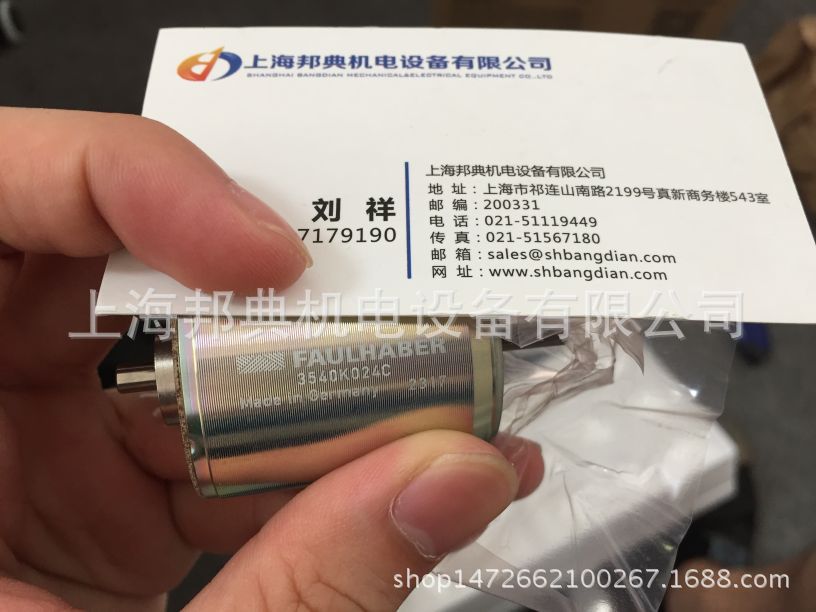 上海邦典机电设备有限公司
SHANGHAI BANGDIAN MECHANICAL&ELECTRICAL EQUIPMENT CO.,LTD
上海邦典机电设备有限公司
地 址：上海市祁连山南路2199号真新商务楼543室
邮 编：200331
电 话：021-51119449
传 真：021-51567180
邮 箱：sales@shbangdian.com
网 址：www.shbangdian.com
刘 祥
7179190
上海邦典机电设备有限公司
FAULHABER
3540K024C
Made in Germany 2317
shop1472662100267.1688.com